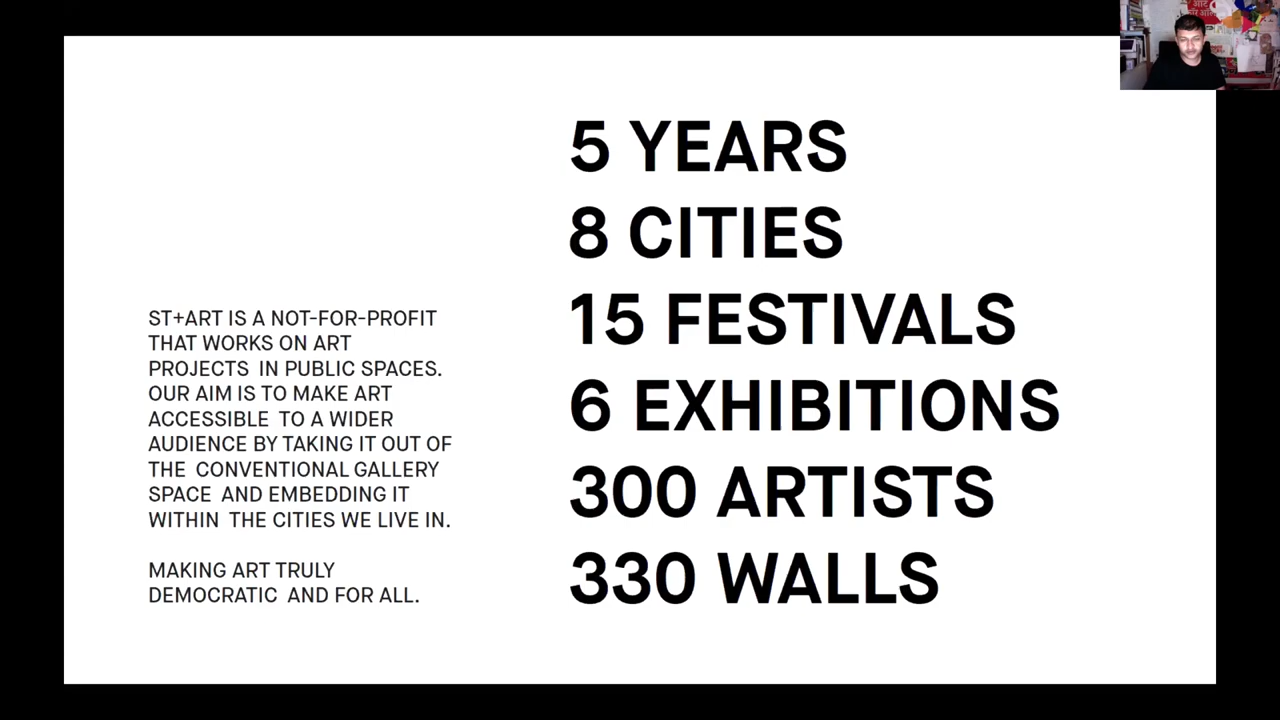 ST+ART IS A NOT-FOR-PROFIT
THAT WORKS ON ART
PROJECTS IN PUBLIC SPACES.
OUR AIM IS TO MAKE ART
ACCESSIBLE TO A WIDER
AUDIENCE BY TAKING IT OUT OF
THE CONVENTIONAL GALLERY
SPACE AND EMBEDDING IT
WITHIN THE CITIES WE LIVE IN.
MAKING ART TRULY
DEMOCRATIC AND FOR ALL.
5 YEARS
8 CITIES
15 FESTIVALS
6 EXHIBITIONS
300 ARTISTS
330 WALLS